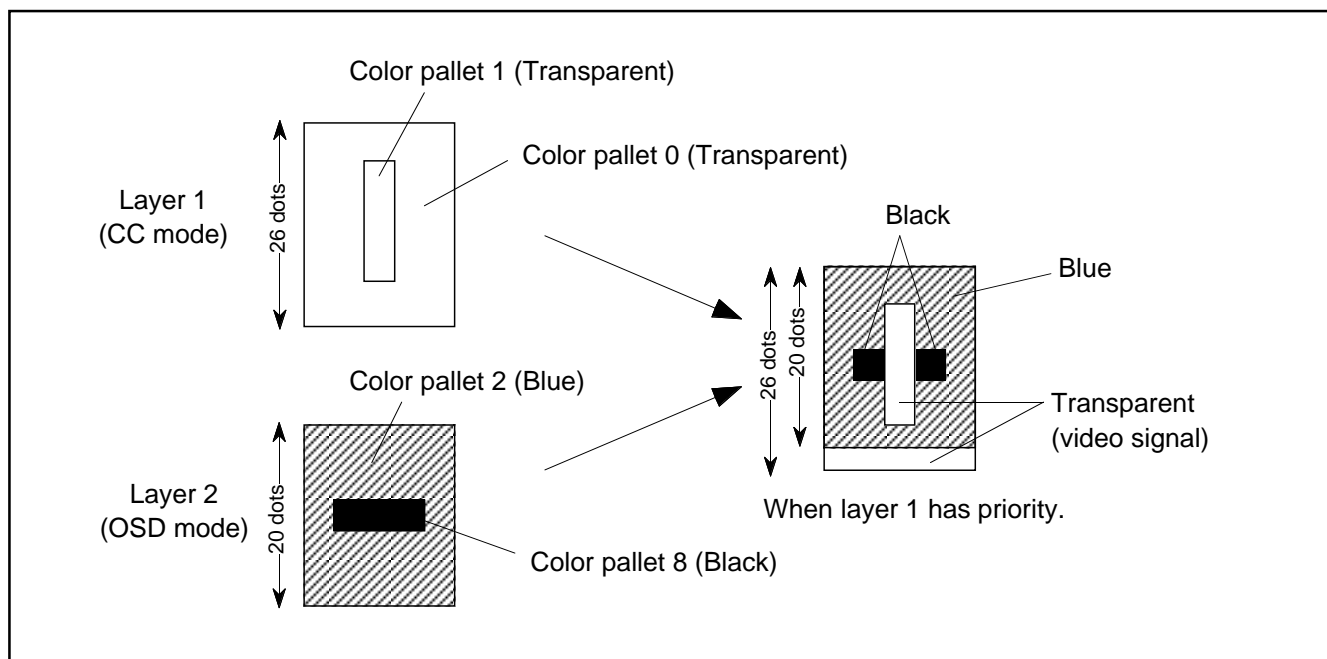 Color pallet 1 (Transparent)
Color pallet 0 (Transparent)
Layer 1
(CC mode)
26 dots
Color pallet 2 (Blue)
Layer 2
(OSD mode)
20 dots
Color pallet 8 (Black)
Black
Blue
26 dots
20 dots
Transparent
(video signal)
When layer 1 has priority.